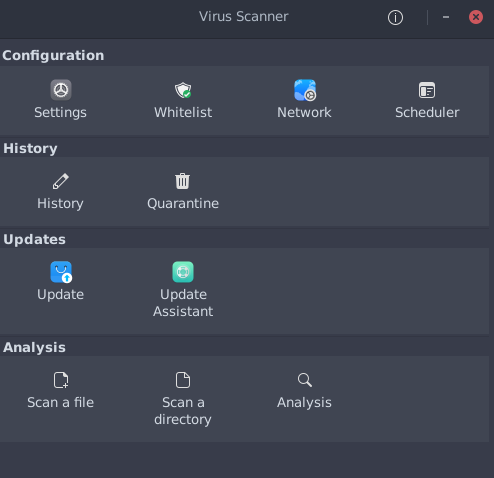 Virus Scanner
Configuration
Settings
Whitelist
Network
Scheduler
History
History
Quarantine
Updates
Update
Update
Assistant
Analysis
Scan a file
Scan a
directory
Analysis